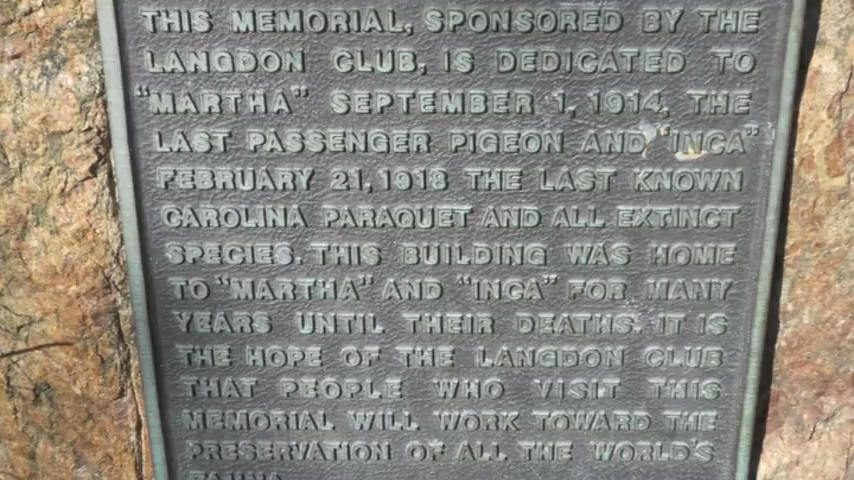 THIS MEMORIAL, SPONSORED BY THE
LANGDON CLUB, IS DEDICATED TO
"MARTHA" SEPTEMBER 1, 1914, THE
LAST PASSENGER PIGEON AND "INCA"
FEBRUARY 21, 1918 THE LAST KNOWN
CAROLINA PARAQUET AND ALL EXTINCT
SPECIES. THIS BUILDING WAS HOME
TO "MARTHA" AND "INCA" FOR MANY
YEARS UNTIL THEIR DEATHS. IT IS
THE HOPE OF THE LANGDON CLUB
THAT PEOPLE WHO VISIT THIS
MEMORIAL WILL WORK TOWARD THE
PRESERVATION OF ALL THE WORLD'S